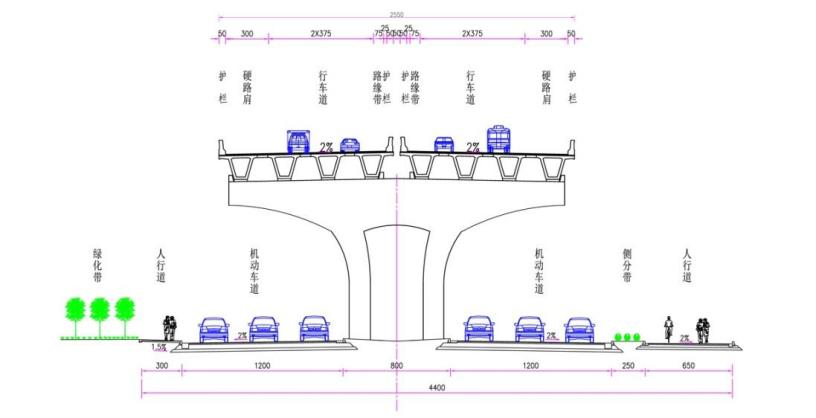 2550
50 300 2X375 75 25 50 50 25 75 2X375 300 50
护栏 硬路肩 行车道 路缘带 护栏 护栏 路缘带 行车道 硬路肩 护栏
2% 2%
绿化带 人行道 机动车道 机动车道 侧分带 人行道
1.5% 2% 2% 2%
300 1200 800 1200 250 650
4400